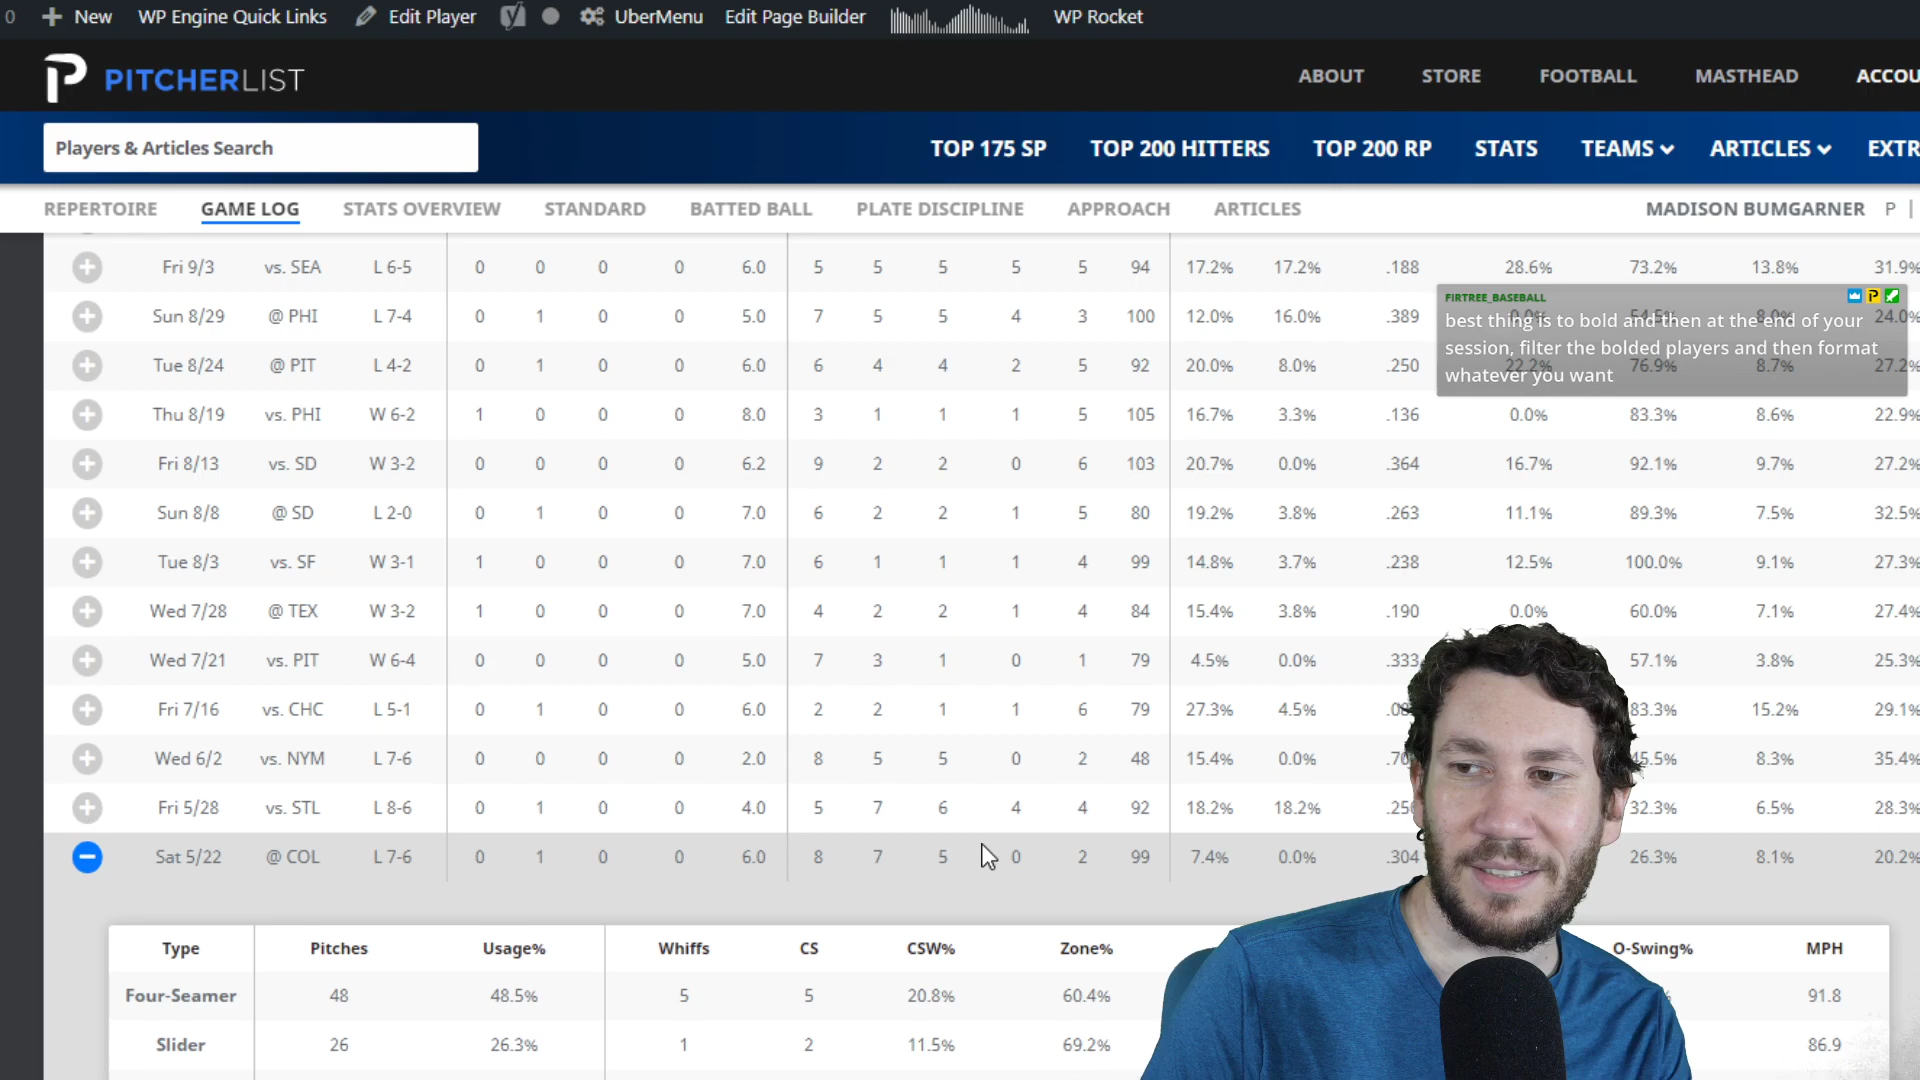 0 New WP Engine Quick Links Edit Player UberMenu Edit Page Builder WP Rocket
PITCHERLIST ABOUT STORE FOOTBALL MASTHEAD ACCOU
Players & Articles Search TOP 175 SP TOP 200 HITTERS TOP 200 RP STATS TEAMS ARTICLES EXTR
REPERTOIRE GAME LOG STATS OVERVIEW STANDARD BATTED BALL PLATE DISCIPLINE APPROACH ARTICLES MADISON BUMGARNER P |
Fri 9/3 vs. SEA L 6-5 0 0 0 0 6.0 5 5 5 5 5 94 17.2% 17.2% .188 28.6% 73.2% 13.8% 31.9%
FIRTREE_BASEBALL
best thing is to bold and then at the end of your
session, filter the bolded players and then format
whatever you want
Sun 8/29 @ PHI L 7-4 0 1 0 0 5.0 7 5 5 4 3 100 12.0% 16.0% .389 0.0% 54.5% 8.0% 24.0%
Tue 8/24 @ PIT L 4-2 0 1 0 0 6.0 6 4 4 2 5 92 20.0% 8.0% .250 22.2% 76.9% 8.7% 27.2%
Thu 8/19 vs. PHI W 6-2 1 0 0 0 8.0 3 1 1 1 5 105 16.7% 3.3% .136 0.0% 83.3% 8.6% 22.9%
Fri 8/13 vs. SD W 3-2 0 0 0 0 6.2 9 2 2 0 6 103 20.7% 0.0% .364 16.7% 92.1% 9.7% 27.2%
Sun 8/8 @ SD L 2-0 0 1 0 0 7.0 6 2 2 1 5 80 19.2% 3.8% .263 11.1% 89.3% 7.5% 32.5%
Tue 8/3 vs. SF W 3-1 1 0 0 0 7.0 6 1 1 1 4 99 14.8% 3.7% .238 12.5% 100.0% 9.1% 27.3%
Wed 7/28 @ TEX W 3-2 1 0 0 0 7.0 4 2 2 1 4 84 15.4% 3.8% .190 0.0% 60.0% 7.1% 27.4%
Wed 7/21 vs. PIT W 6-4 0 0 0 0 5.0 7 3 1 0 1 79 4.5% 0.0% .333 57.1% 3.8% 25.3%
Fri 7/16 vs. CHC L 5-1 0 1 0 0 6.0 2 2 1 1 6 79 27.3% 4.5% 83.3% 15.2% 29.1%
Wed 6/2 vs. NYM L 7-6 0 0 0 0 2.0 8 5 5 0 2 48 15.4% 0.0% 8.3% 35.4%
Fri 5/28 vs. STL L 8-6 0 1 0 0 4.0 5 7 6 4 4 92 18.2% 18.2% 32.3% 6.5% 28.3%
Sat 5/22 @ COL L 7-6 0 1 0 0 6.0 8 7 5 0 2 99 7.4% 0.0% .304 26.3% 8.1% 20.2%
Type Pitches Usage% Whiffs CS CSW% Zone% O-Swing% MPH
Four-Seamer 48 48.5% 5 5 20.8% 60.4% 91.8
Slider 26 26.3% 1 2 11.5% 69.2% 86.9